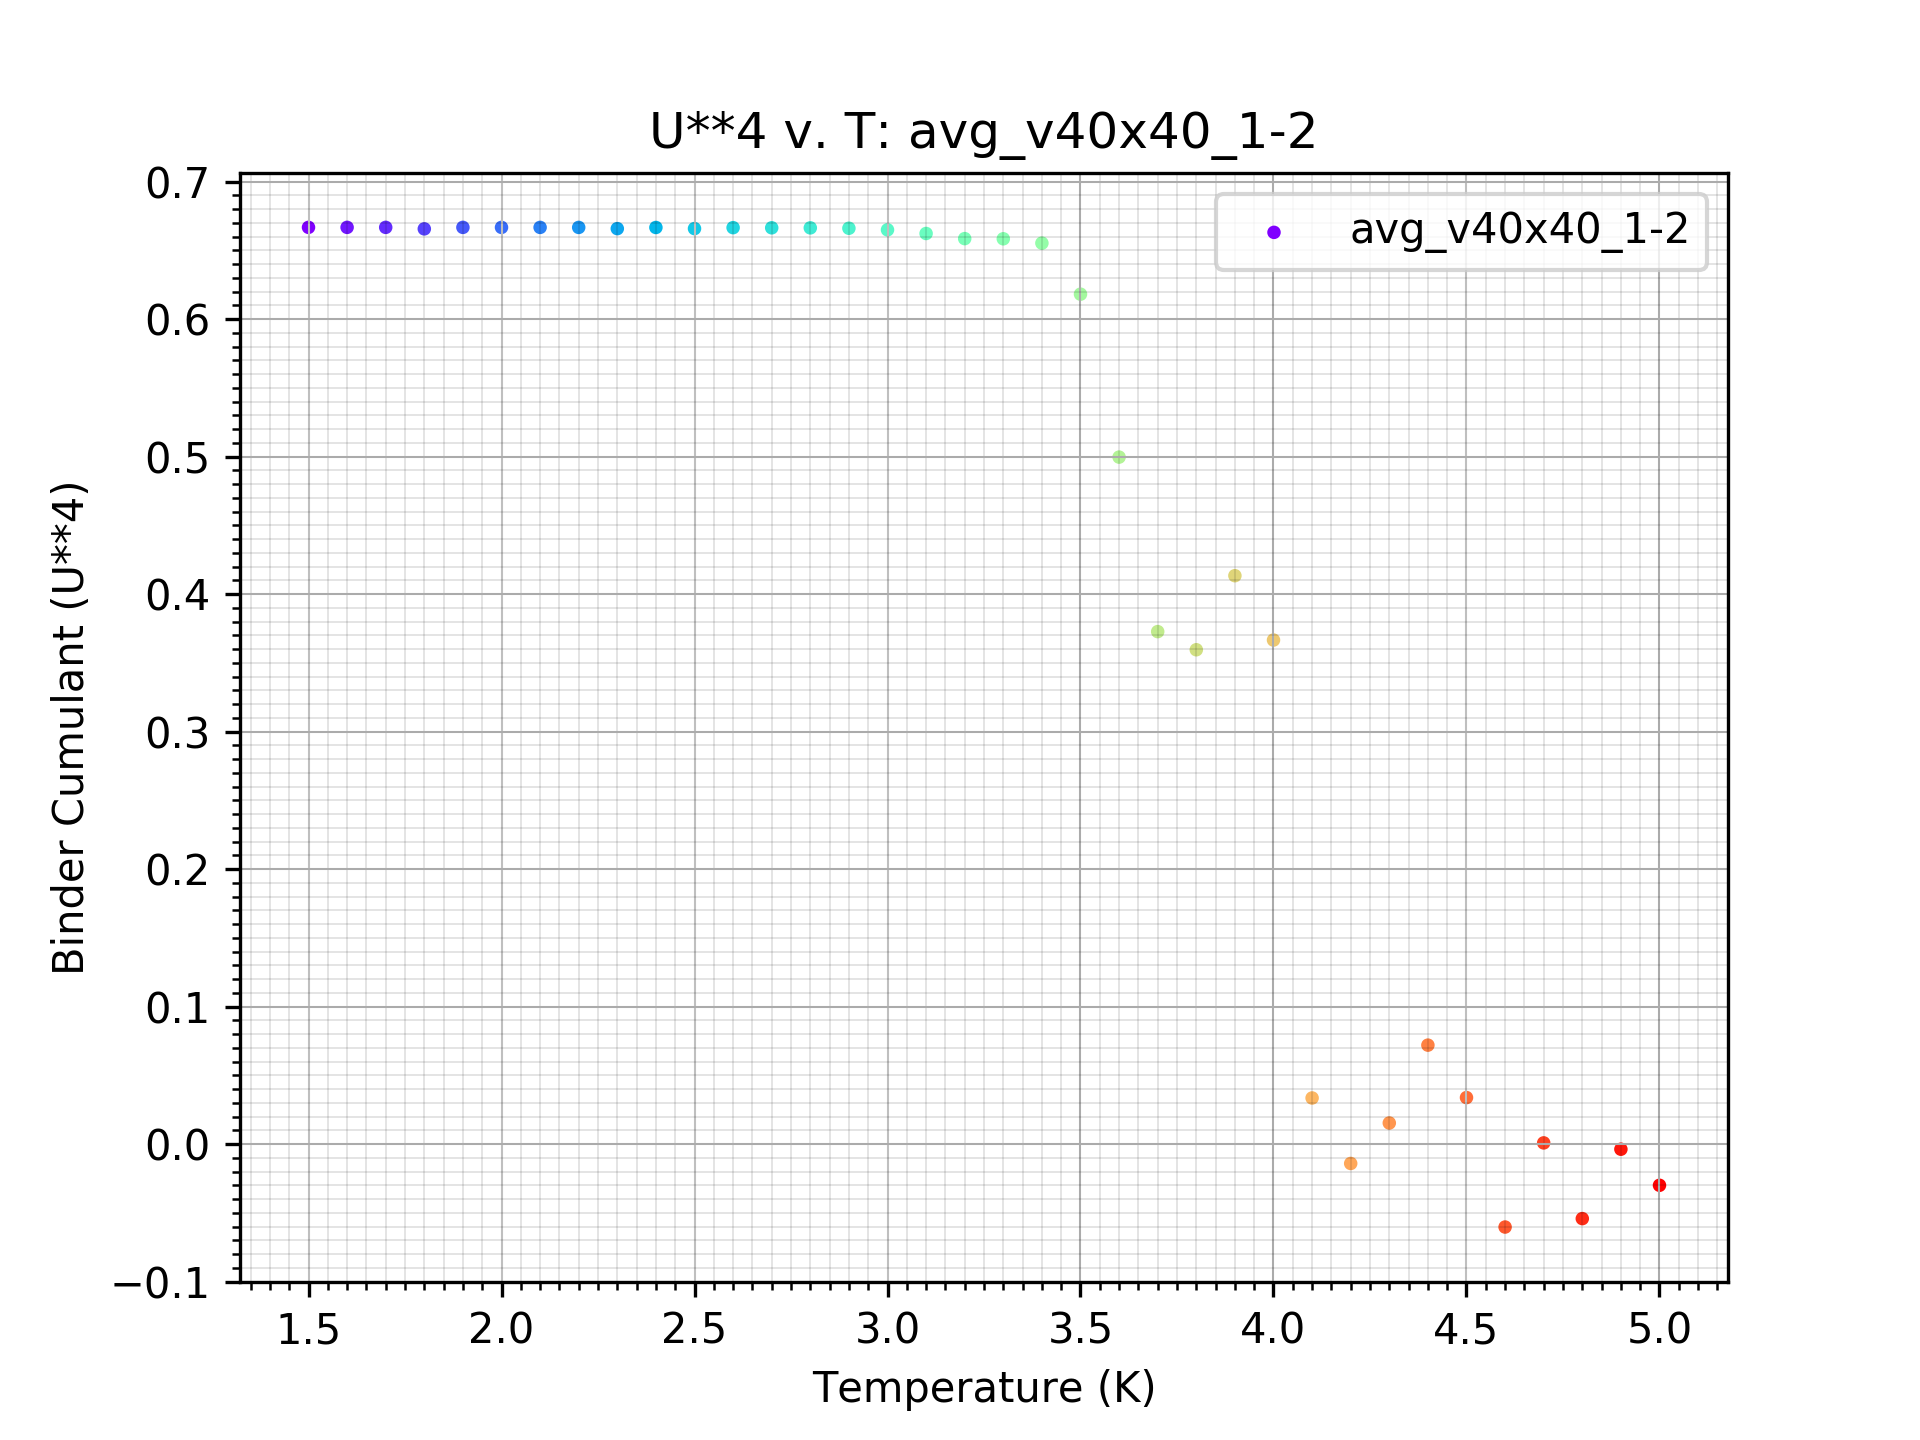 U**4 v. T: avg_v40x40_1-2
avg_v40x40_1-2
Binder Cumulant (U**4)
0.7
0.6
0.5
0.4
0.3
0.2
0.1
0.0
−0.1
1.5 2.0 2.5 3.0 3.5 4.0 4.5 5.0
Temperature (K)